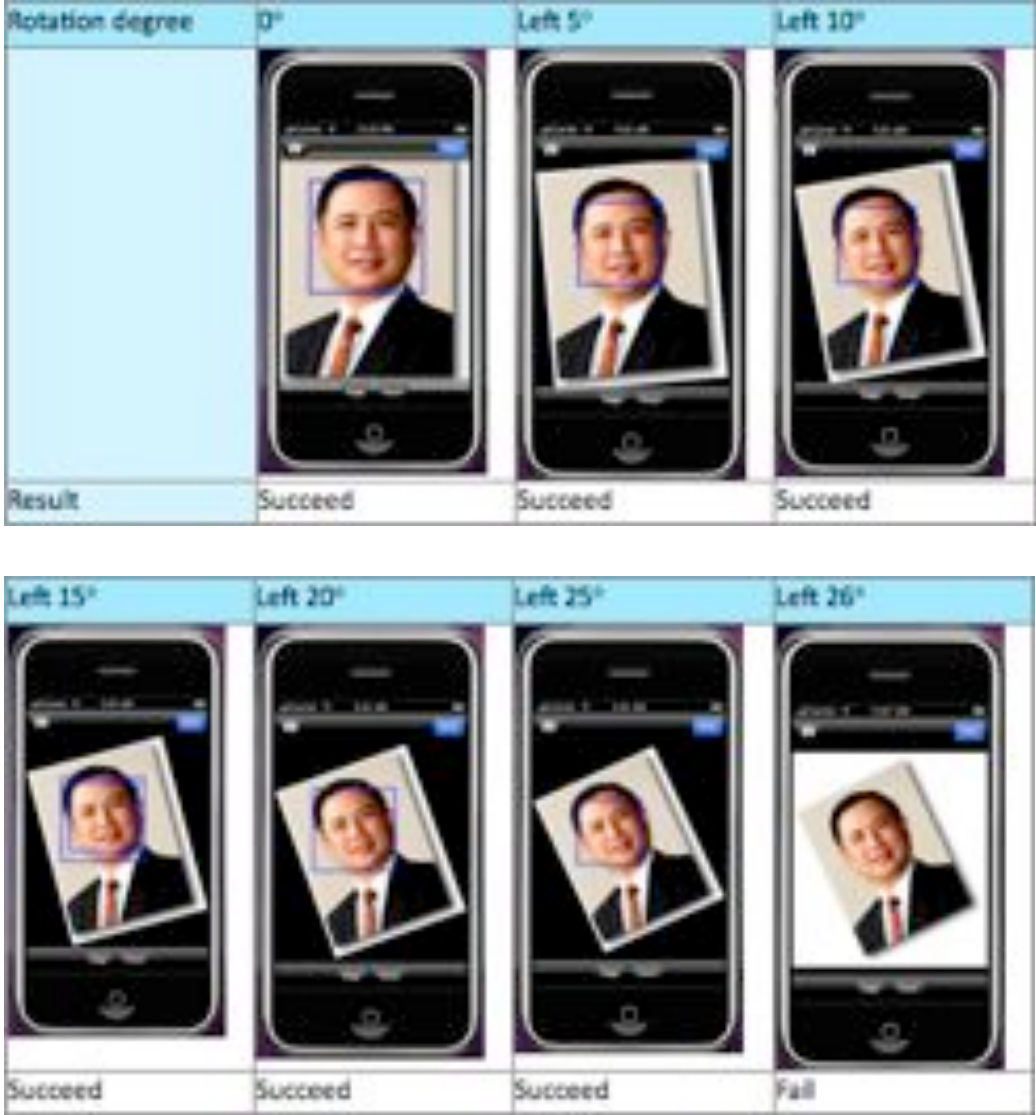 Rotation degree 0° Left 5° Left 10°
Result Succeed Succeed Succeed
Left 15° Left 20° Left 25° Left 26°
Succeed Succeed Succeed Fail